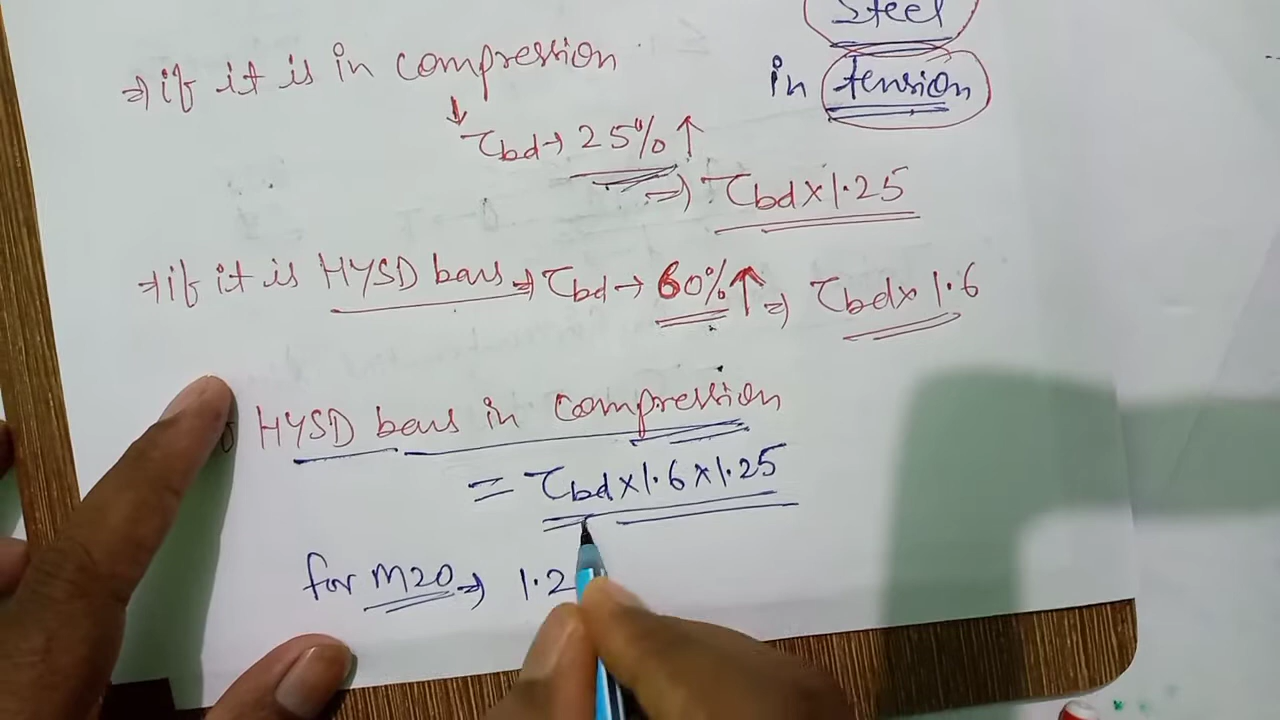 Steel
in tension
⇒ if it is in compression
↓
τbd → 25% ↑
⇒ τbd × 1.25
⇒ if it is HYSD bars ⇒ τbd → 60% ↑ ⇒ τbd × 1.6
HYSD bars in compression
= τbd × 1.6 × 1.25
for M20 ⇒ 1.2